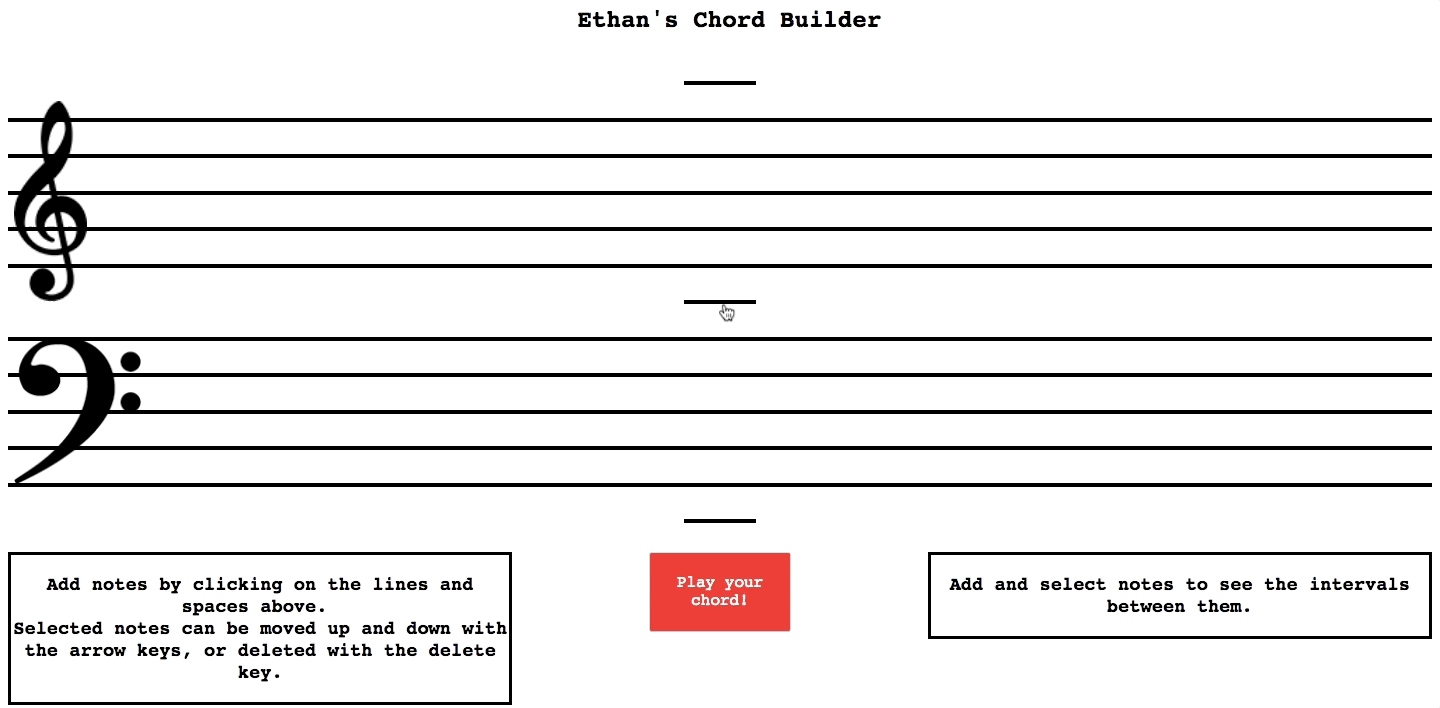 Ethan's Chord Builder
Add notes by clicking on the lines and
spaces above.
Selected notes can be moved up and down with
the arrow keys, or deleted with the delete
key.
Play your
chord!
Add and select notes to see the intervals
between them.